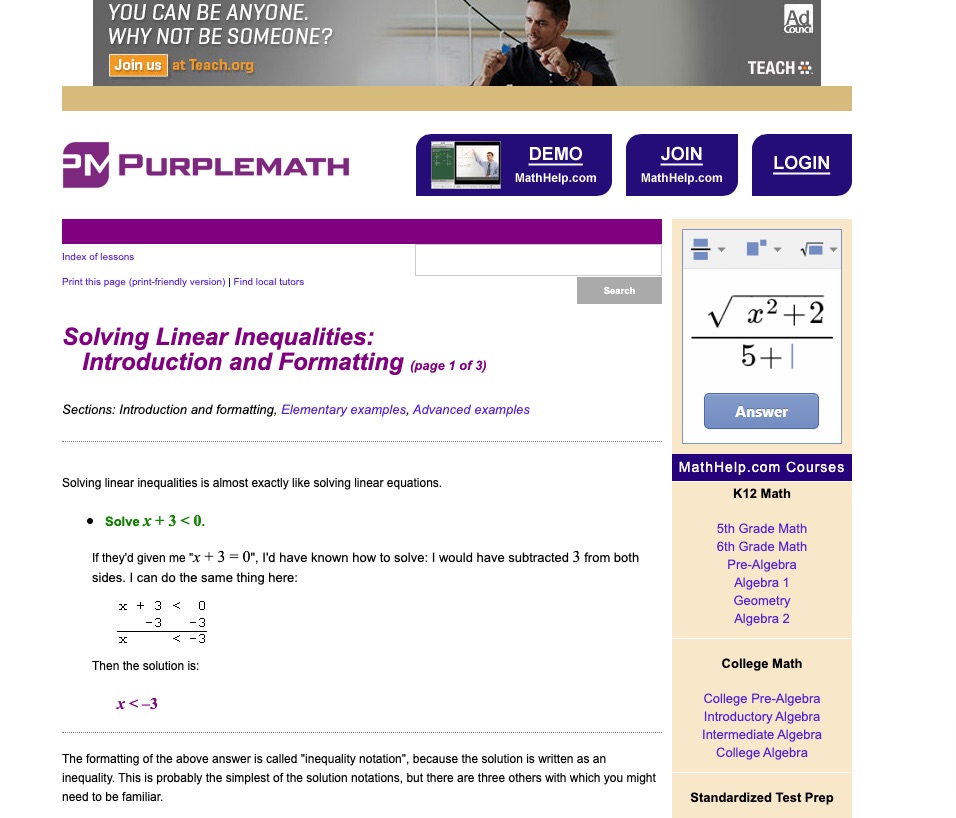 YOU CAN BE ANYONE.
WHY NOT BE SOMEONE?
Join us at Teach.org
Ad
Council
TEACH
PM PURPLEMATH
DEMO
MathHelp.com
JOIN
MathHelp.com
LOGIN
Index of lessons
Print this page (print-friendly version) | Find local tutors
Search
Solving Linear Inequalities:
Introduction and Formatting (page 1 of 3)
Sections: Introduction and formatting, Elementary examples, Advanced examples
Solving linear inequalities is almost exactly like solving linear equations.
• Solve x + 3 < 0.
If they'd given me "x + 3 = 0", I'd have known how to solve: I would have subtracted 3 from both
sides. I can do the same thing here:
x + 3 < 0
-3 -3
x < -3
Then the solution is:
x < –3
The formatting of the above answer is called "inequality notation", because the solution is written as an
inequality. This is probably the simplest of the solution notations, but there are three others with which you might
need to be familiar.
√ x² + 2
5 + |
Answer
MathHelp.com Courses
K12 Math
5th Grade Math
6th Grade Math
Pre-Algebra
Algebra 1
Geometry
Algebra 2
College Math
College Pre-Algebra
Introductory Algebra
Intermediate Algebra
College Algebra
Standardized Test Prep